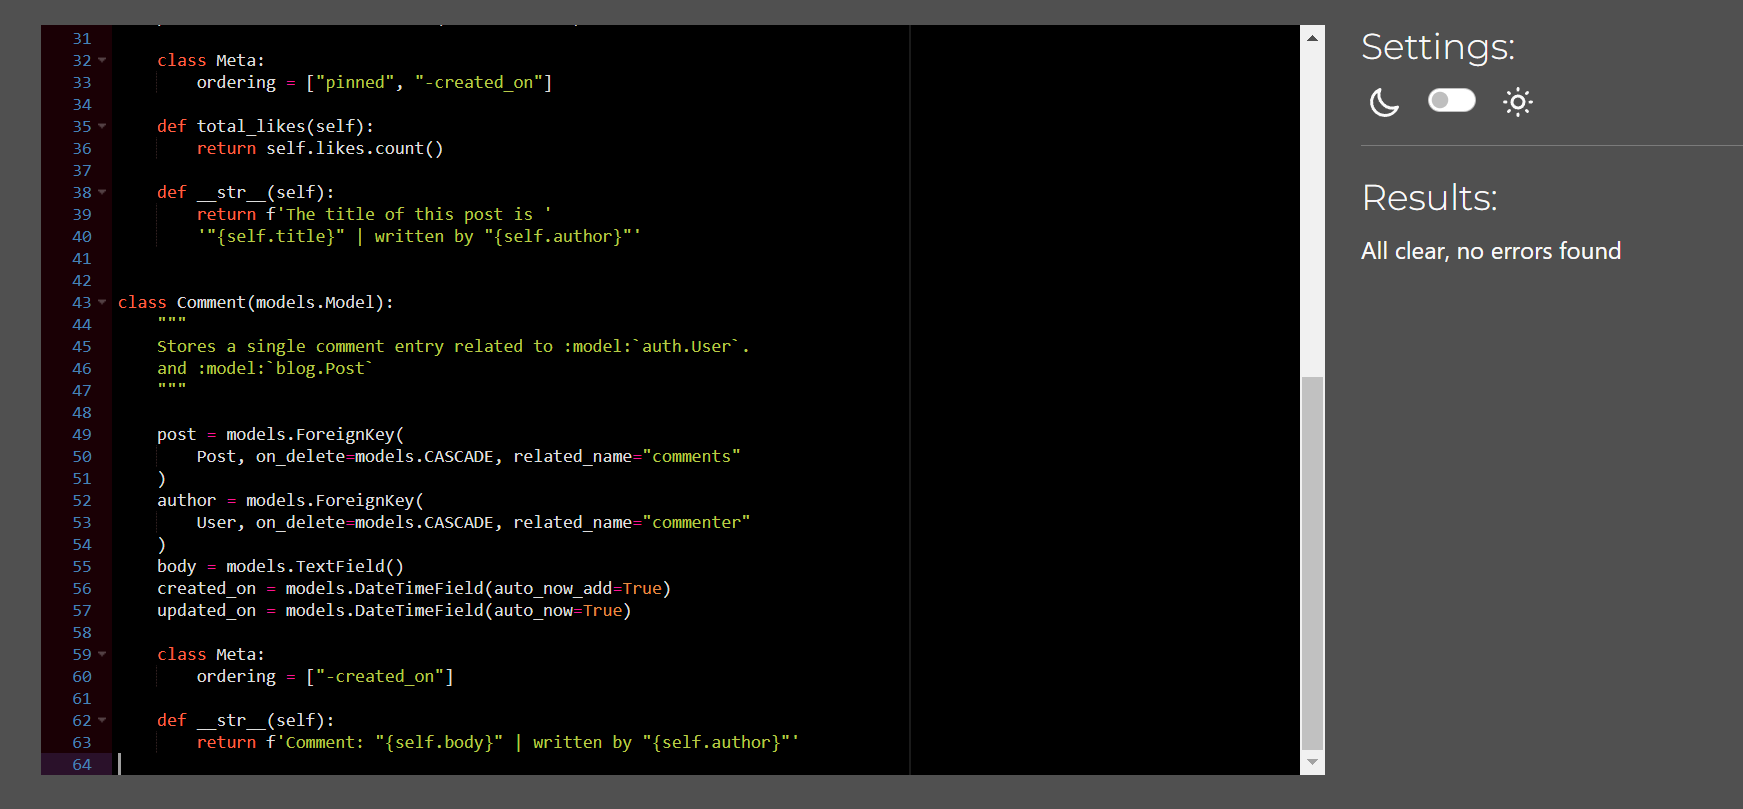 31
32 class Meta:
33 ordering = ["pinned", "-created_on"]
34
35 def total_likes(self):
36 return self.likes.count()
37
38 def __str__(self):
39 return f'The title of this post is '
40 '"{self.title}" | written by "{self.author}"'
41
42
43 class Comment(models.Model):
44 """
45 Stores a single comment entry related to :model:`auth.User`.
46 and :model:`blog.Post`
47 """
48
49 post = models.ForeignKey(
50 Post, on_delete=models.CASCADE, related_name="comments"
51 )
52 author = models.ForeignKey(
53 User, on_delete=models.CASCADE, related_name="commenter"
54 )
55 body = models.TextField()
56 created_on = models.DateTimeField(auto_now_add=True)
57 updated_on = models.DateTimeField(auto_now=True)
58
59 class Meta:
60 ordering = ["-created_on"]
61
62 def __str__(self):
63 return f'Comment: "{self.body}" | written by "{self.author}"'
64
Settings:
Results:
All clear, no errors found